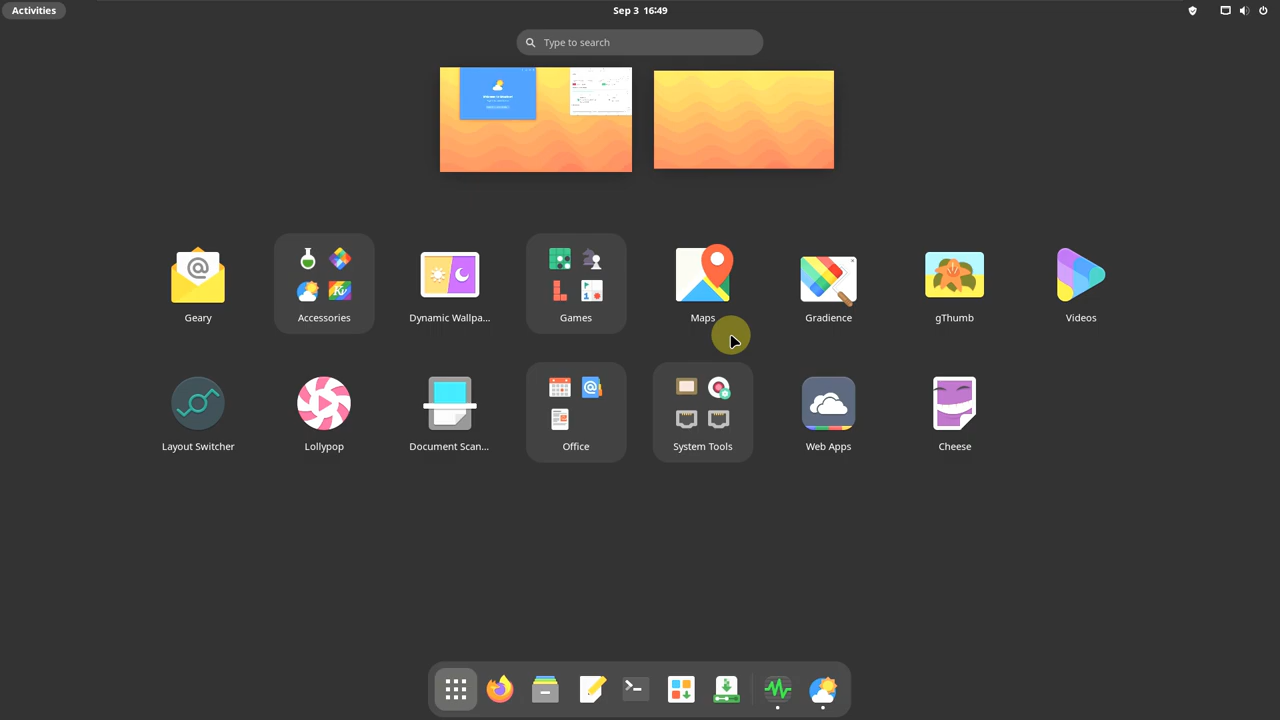 Activities
Sep 3 16:49
Type to search
Geary
Accessories
Dynamic Wallpa...
Games
Maps
Gradience
gThumb
Videos
Layout Switcher
Lollypop
Document Scan...
Office
System Tools
Web Apps
Cheese